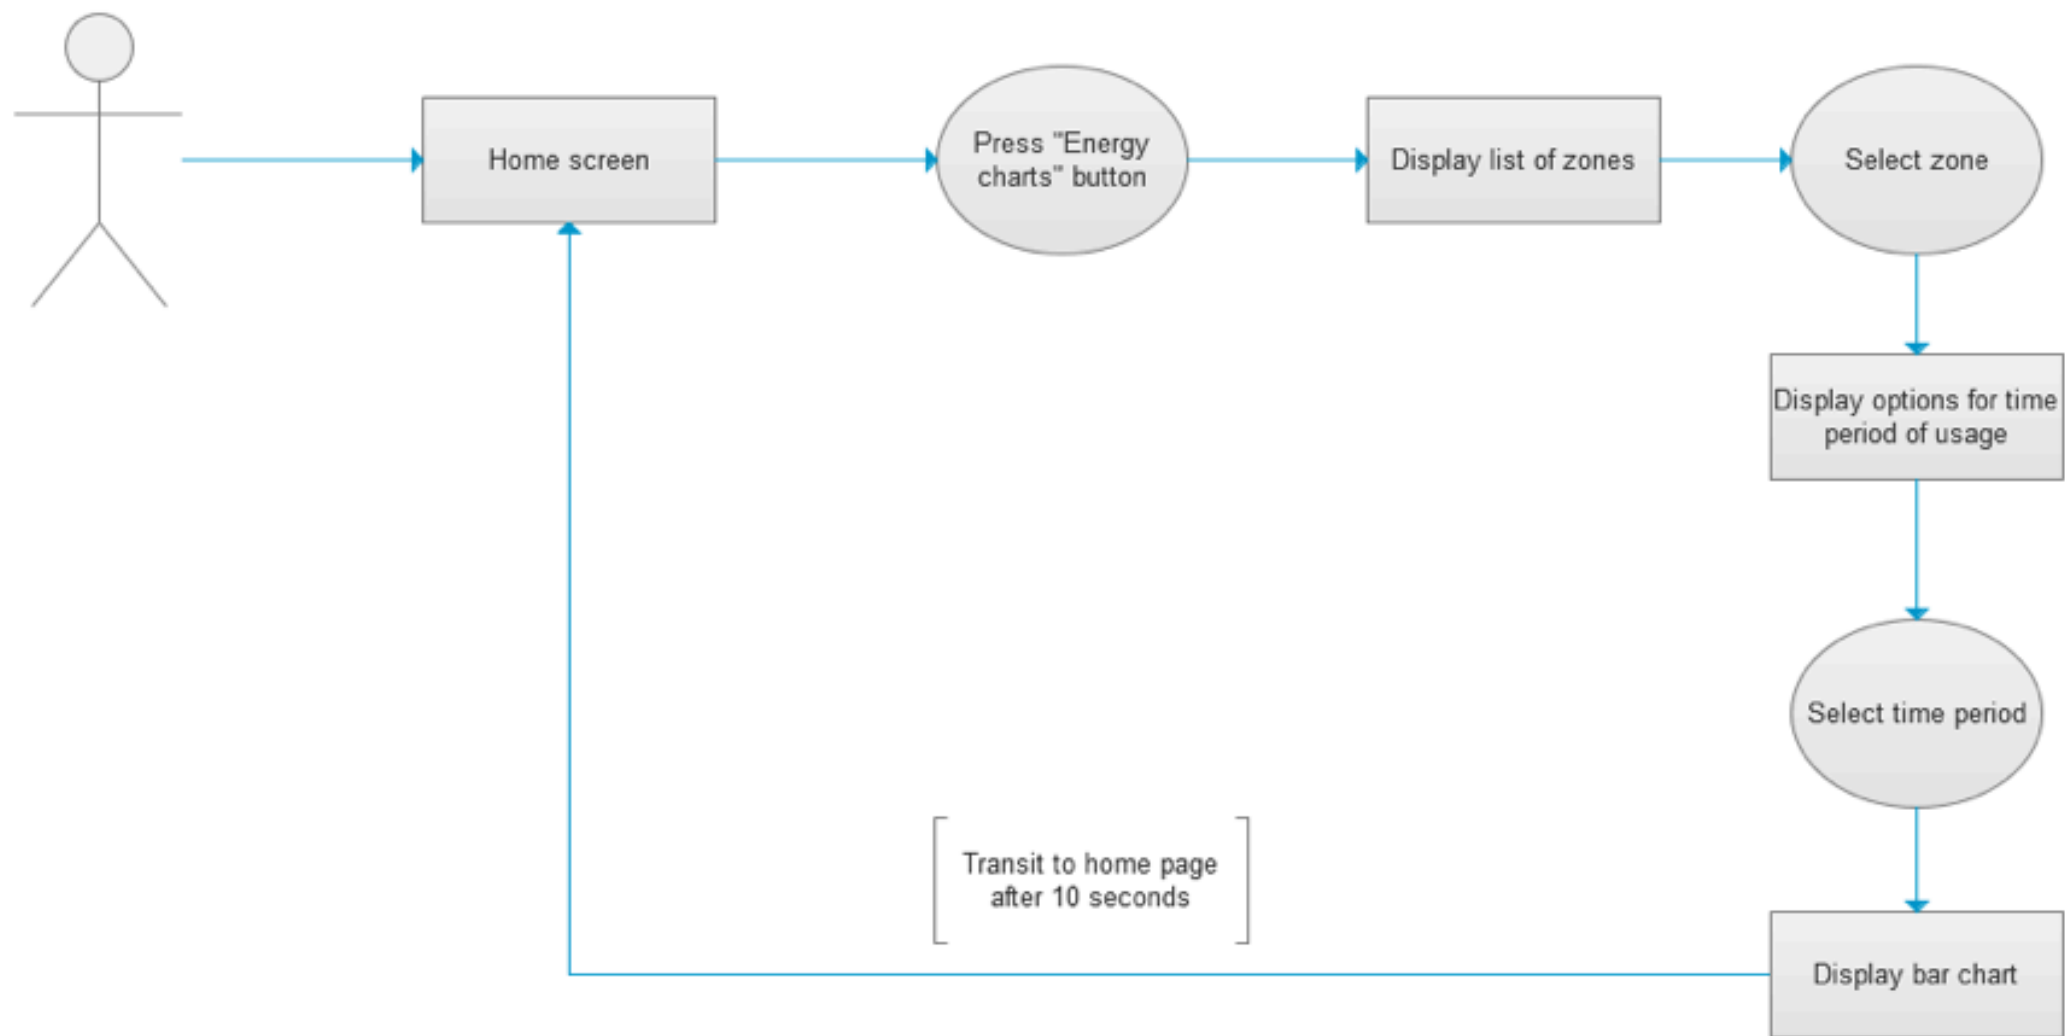 Home screen
Press "Energy
charts" button
Display list of zones
Select zone
Display options for time
period of usage
Select time period
Transit to home page
after 10 seconds
Display bar chart